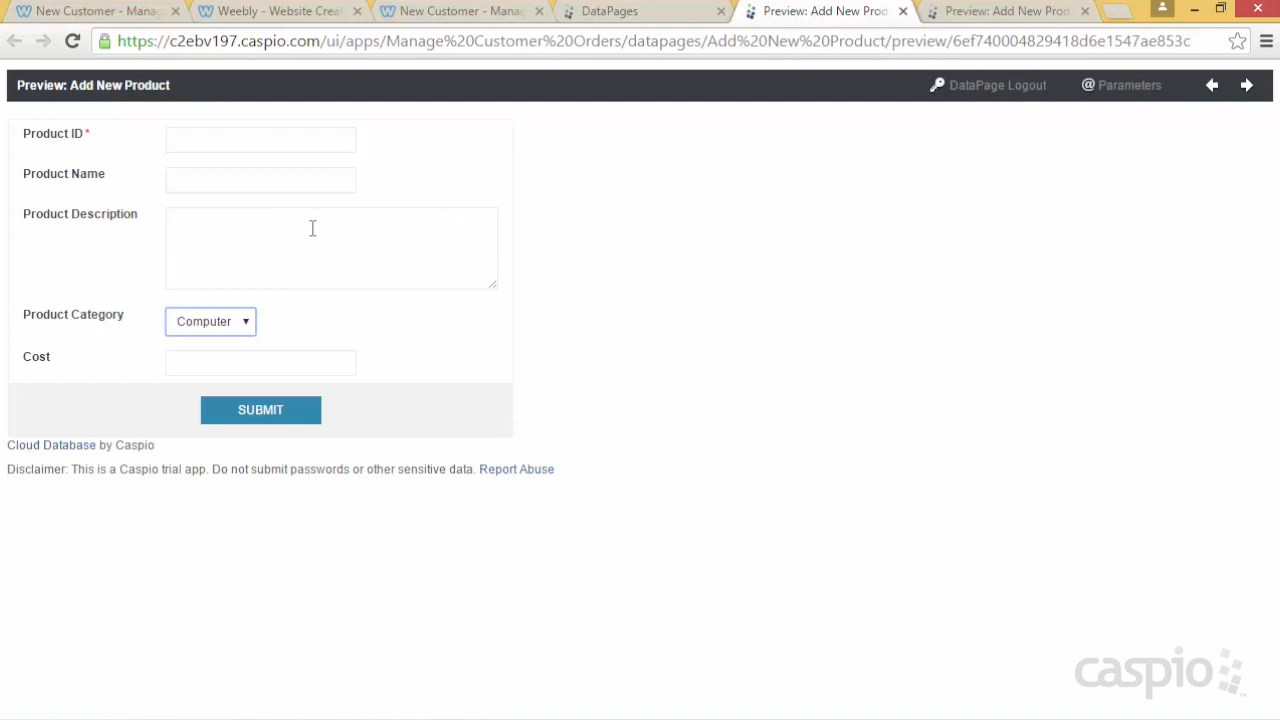 New Customer - Manag
Weebly - Website Creat
New Customer - Manag
DataPages
Preview: Add New Prod
Preview: Add New Prod
https://c2ebv197.caspio.com/ui/apps/Manage%20Customer%20Orders/datapages/Add%20New%20Product/preview/6ef740004829418d6e1547ae853c
Preview: Add New Product
DataPage Logout
@ Parameters
Product ID*
Product Name
Product Description
Product Category
Computer
Cost
SUBMIT
Cloud Database by Caspio
Disclaimer: This is a Caspio trial app. Do not submit passwords or other sensitive data. Report Abuse
caspio